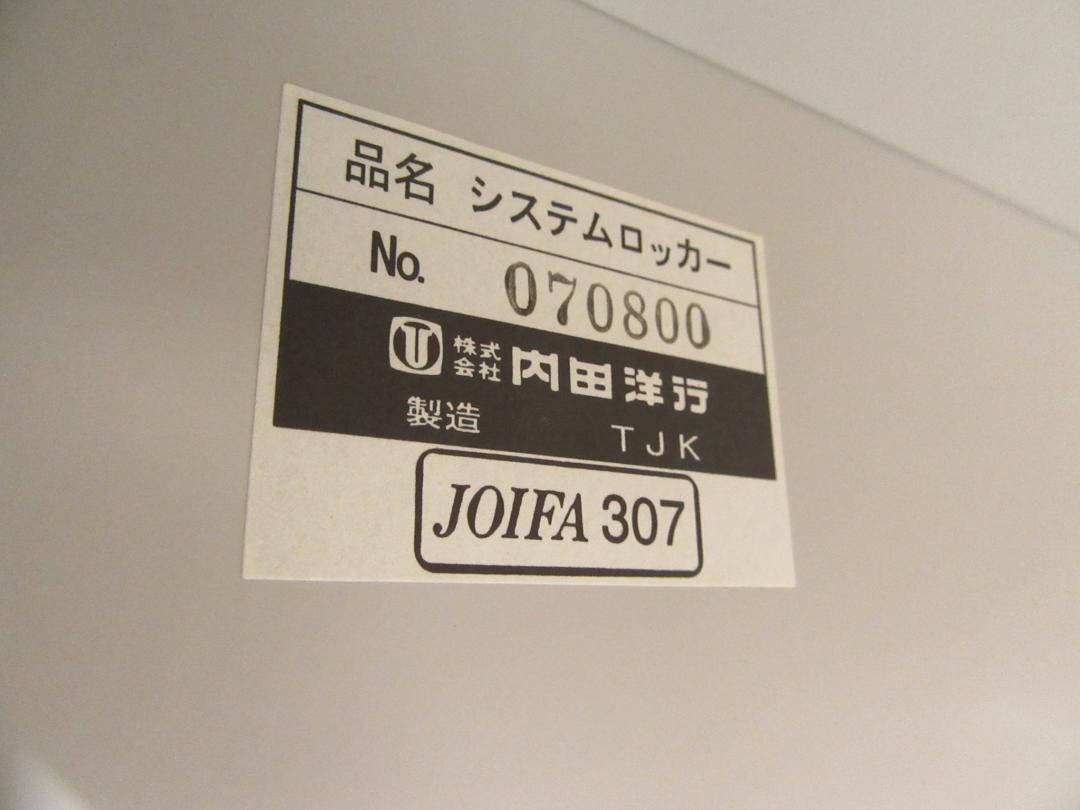 品名 システムロッカー
No. 070800
株式会社 内田洋行
製造 TJK
JOIFA 307